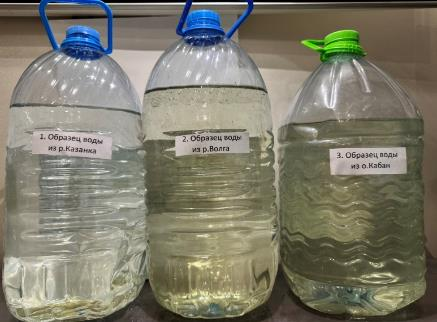 1. Образец воды
из р.Казанка
2. Образец воды
из р.Волга
3. Образец воды
из о.Кабан